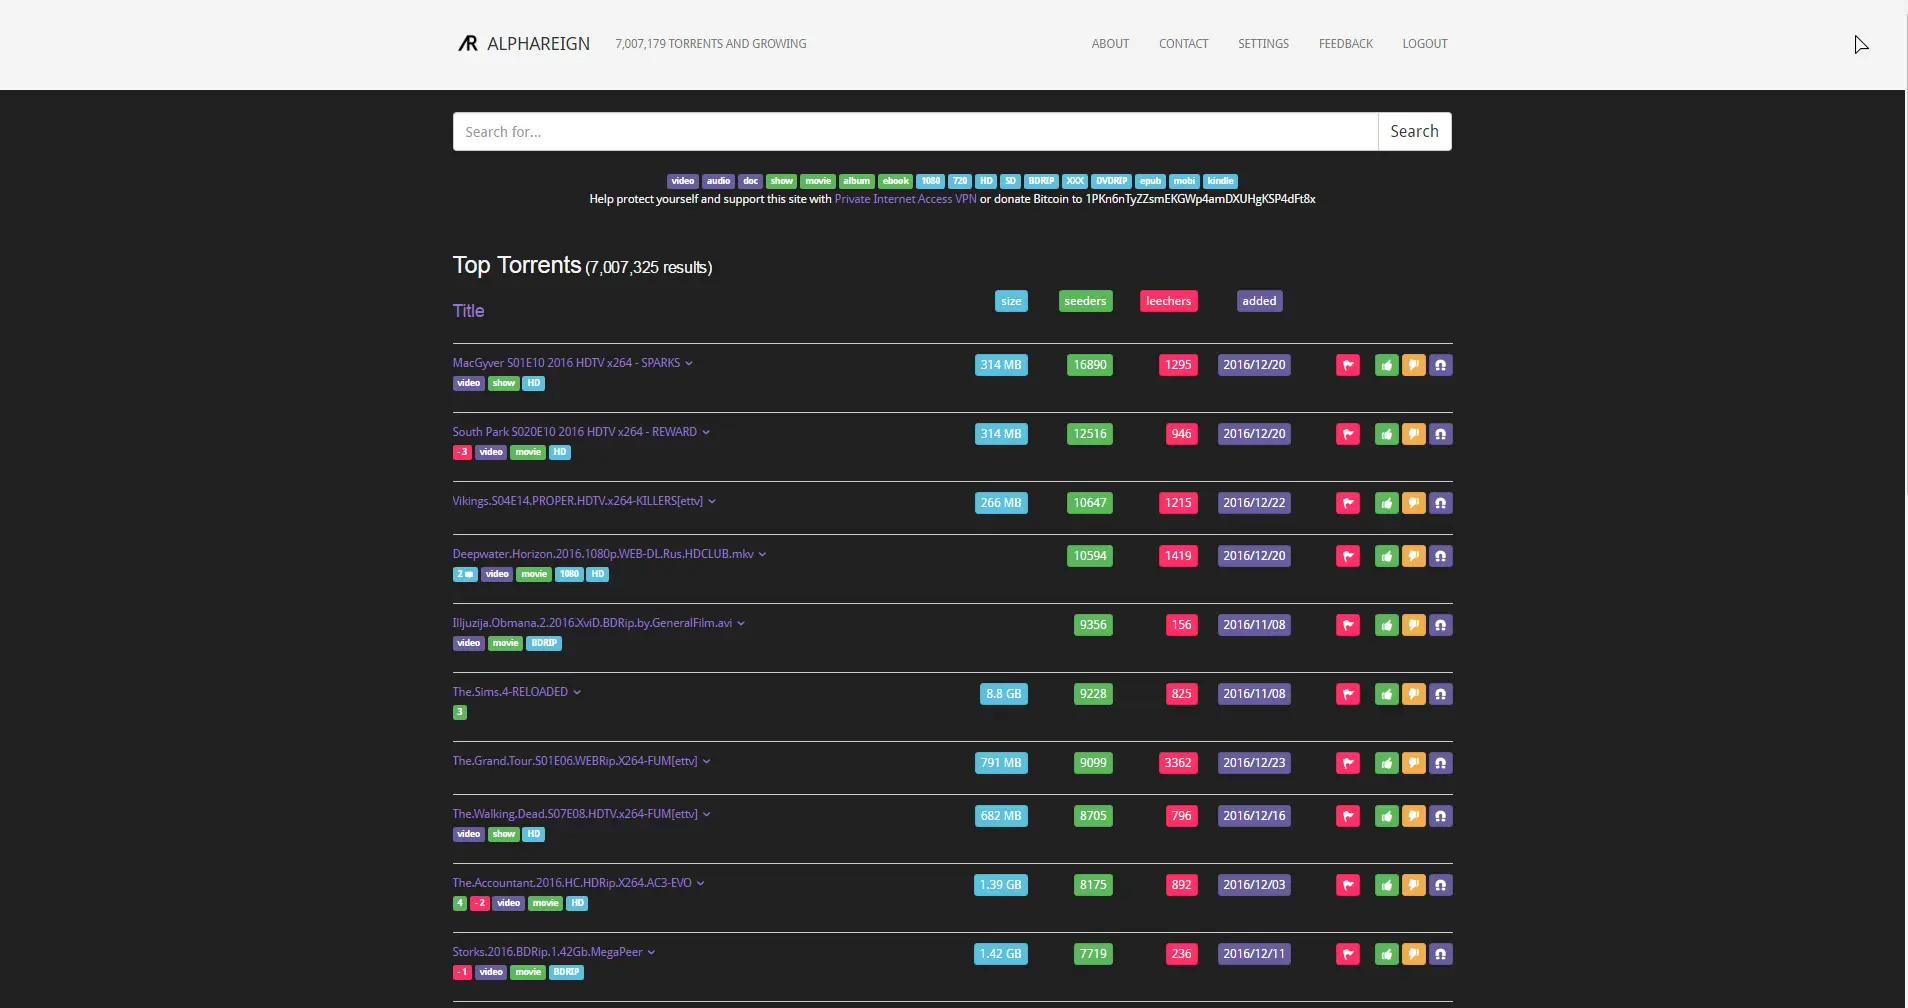 ALPHAREIGN 7,007,179 TORRENTS AND GROWING ABOUT CONTACT SETTINGS FEEDBACK LOGOUT
Search for... Search
video audio doc show movie album ebook 1080 720 HD SD BDRIP XXX DVDRIP epub mobi kindle
Help protect yourself and support this site with Private Internet Access VPN or donate Bitcoin to 1PKn6nTyZZsmEKGWp4amDXUHgKSP4dFt8x
Top Torrents (7,007,325 results)
Title size seeders leechers added
MacGyver S01E10 2016 HDTV x264 - SPARKS 314 MB 16890 1295 2016/12/20
video show HD
South Park S020E10 2016 HDTV x264 - REWARD 314 MB 12516 946 2016/12/20
- 3 video movie HD
Vikings.S04E14.PROPER.HDTV.x264-KILLERS[ettv] 266 MB 10647 1215 2016/12/22
Deepwater.Horizon.2016.1080p.WEB-DL.Rus.HDCLUB.mkv 10594 1419 2016/12/20
2 video movie 1080 HD
Illjuzija.Obmana.2.2016.XviD.BDRip.by.GeneralFilm.avi 9356 156 2016/11/08
video movie BDRIP
The.Sims.4-RELOADED 8.8 GB 9228 825 2016/11/08
3
The.Grand.Tour.S01E06.WEBRip.X264-FUM[ettv] 791 MB 9099 3362 2016/12/23
The.Walking.Dead.S07E08.HDTV.x264-FUM[ettv] 682 MB 8705 796 2016/12/16
video show HD
The.Accountant.2016.HC.HDRip.X264.AC3-EVO 1.39 GB 8175 892 2016/12/03
4 - 2 video movie HD
Storks.2016.BDRip.1.42Gb.MegaPeer 1.42 GB 7719 236 2016/12/11
- 1 video movie BDRIP